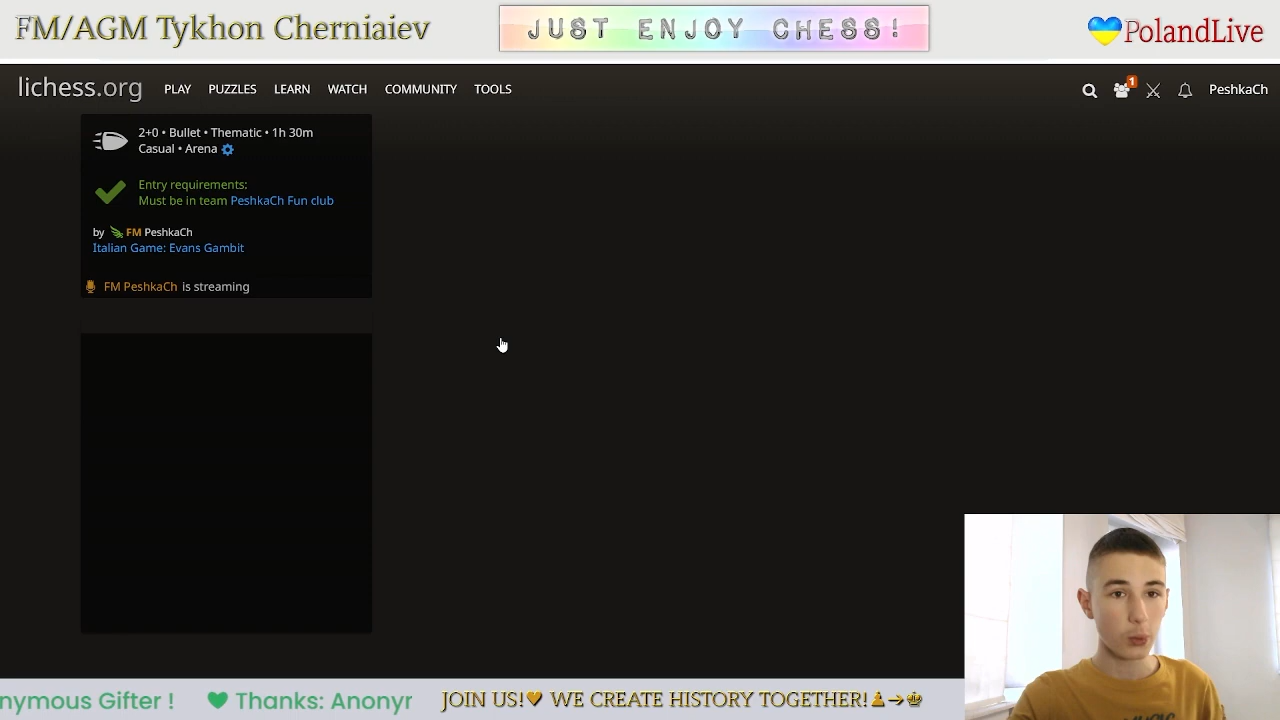 FM/AGM Tykhon Cherniaiev
JUST ENJOY CHESS!
PolandLive
lichess.org
PLAY
PUZZLES
LEARN
WATCH
COMMUNITY
TOOLS
1
PeshkaCh
2+0 • Bullet • Thematic • 1h 30m
Casual • Arena
Entry requirements:
Must be in team PeshkaCh Fun club
by FM PeshkaCh
Italian Game: Evans Gambit
FM PeshkaCh is streaming
nymous Gifter ! Thanks: Anonyr
JOIN US! WE CREATE HISTORY TOGETHER!